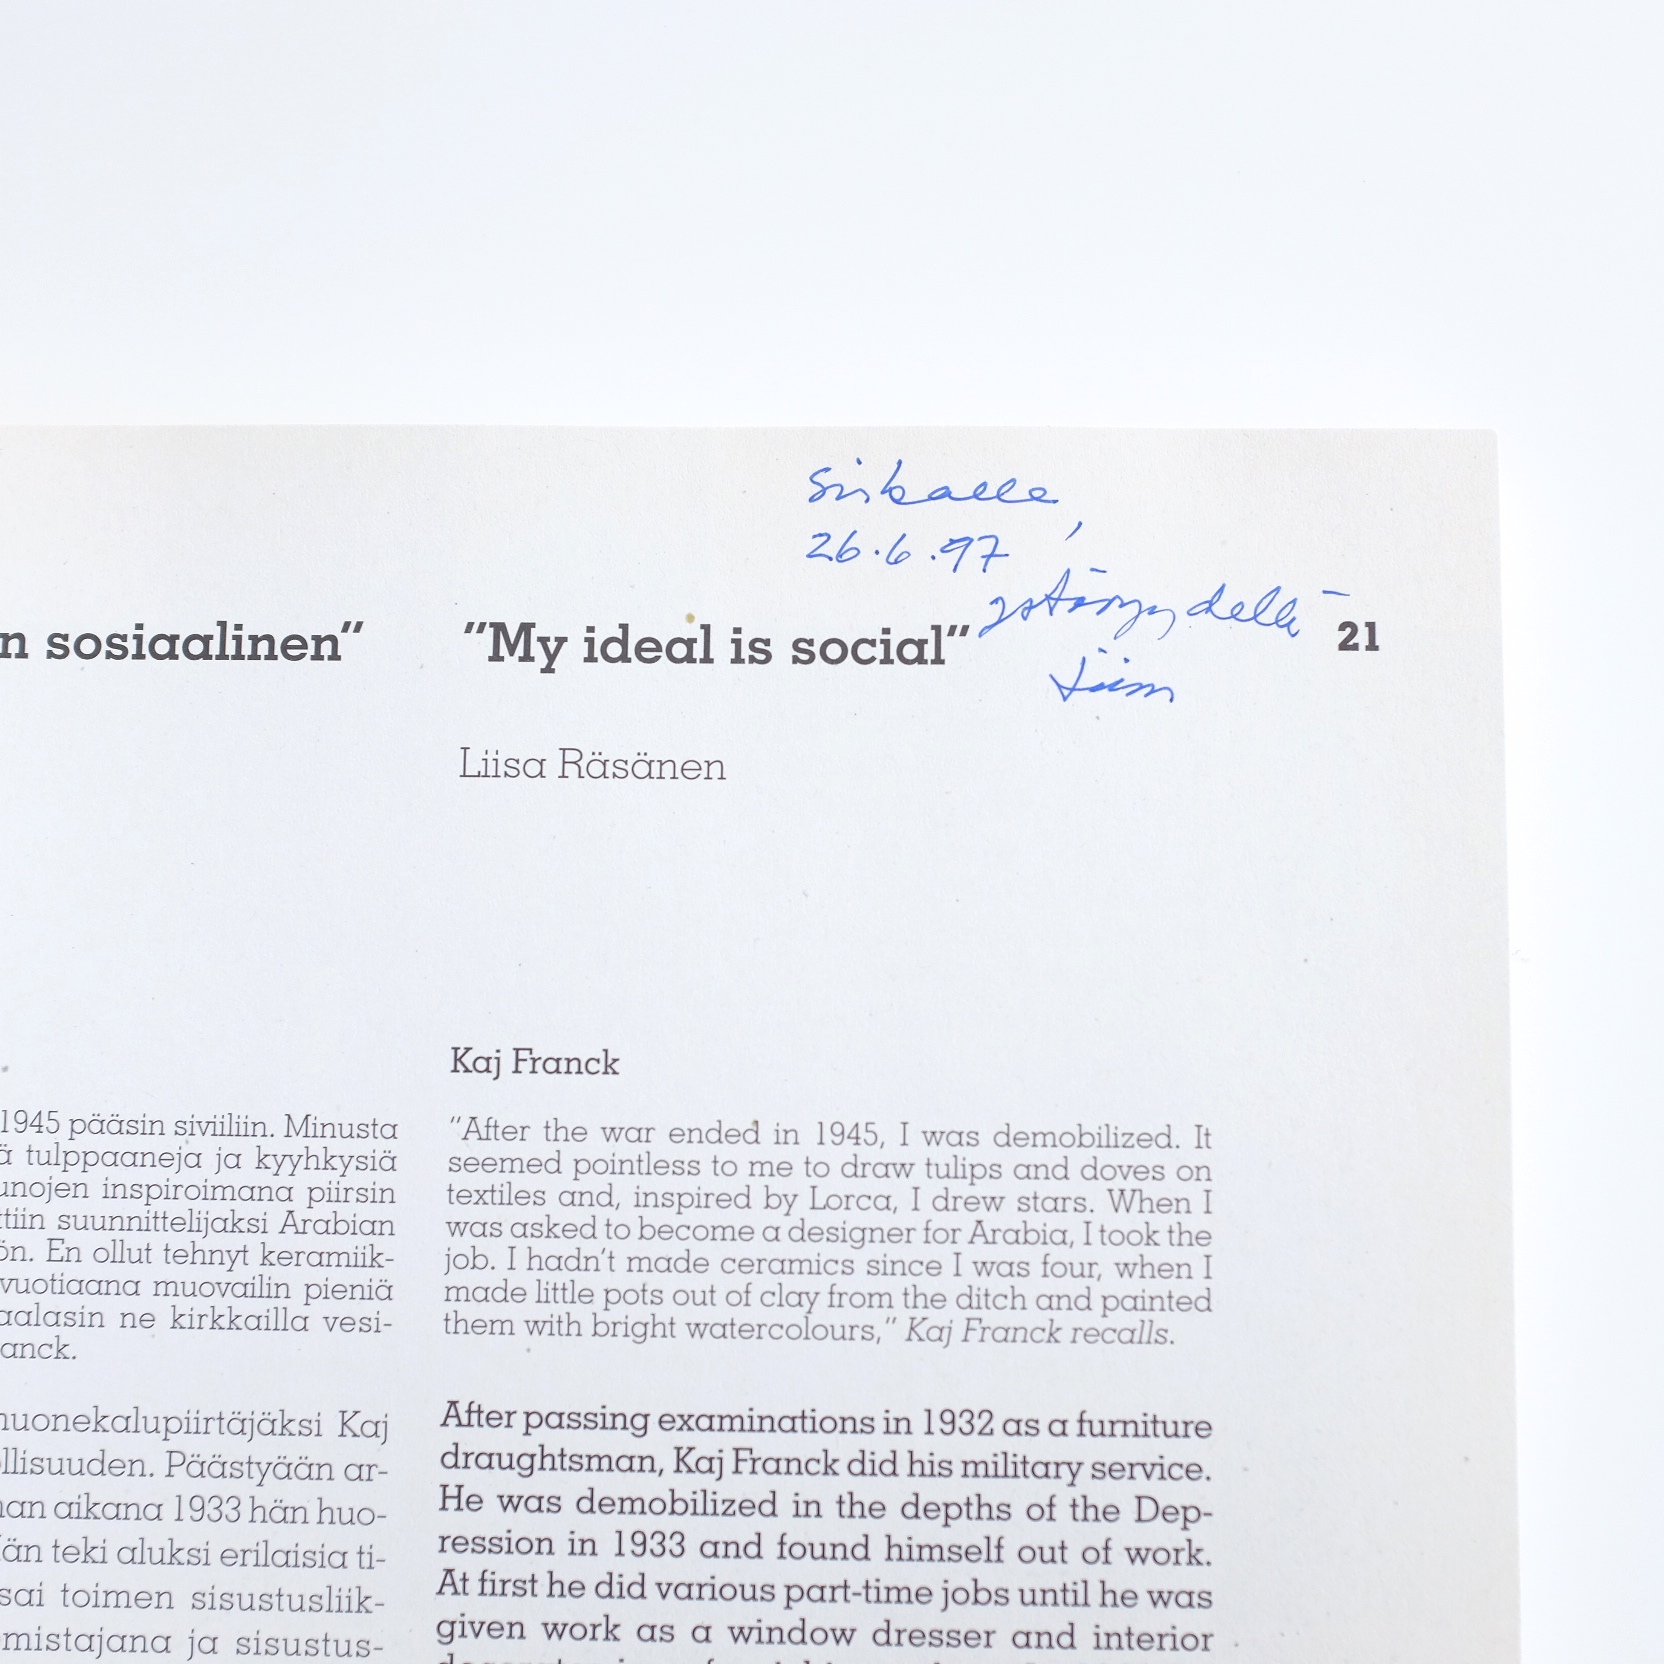 Sirkalle,
26.6.97
ystävyydellä
n sosiaalinen”
”My ideal is social”
21
Liisa Räsänen
1945 pääsin siviiliin. Minusta
ä tulppaaneja ja kyyhkysiä
unojen inspiroimana piirsin
ttiin suunnittelijaksi Arabian
ön. En ollut tehnyt keramiik-
vuotiaana muovailin pieniä
aalasin ne kirkkailla vesi-
anck.
huonekalupiirtäjäksi Kaj
llisuuden. Päästyään ar-
nan aikana 1933 hän huo-
än teki aluksi erilaisia ti-
sai toimen sisustusliik-
mistajana ja sisustus-
Kaj Franck
”After the war ended in 1945, I was demobilized. It
seemed pointless to me to draw tulips and doves on
textiles and, inspired by Lorca, I drew stars. When I
was asked to become a designer for Arabia, I took the
job. I hadn’t made ceramics since I was four, when I
made little pots out of clay from the ditch and painted
them with bright watercolours,” Kaj Franck recalls.
After passing examinations in 1932 as a furniture
draughtsman, Kaj Franck did his military service.
He was demobilized in the depths of the Dep-
ression in 1933 and found himself out of work.
At first he did various part-time jobs until he was
given work as a window dresser and interior